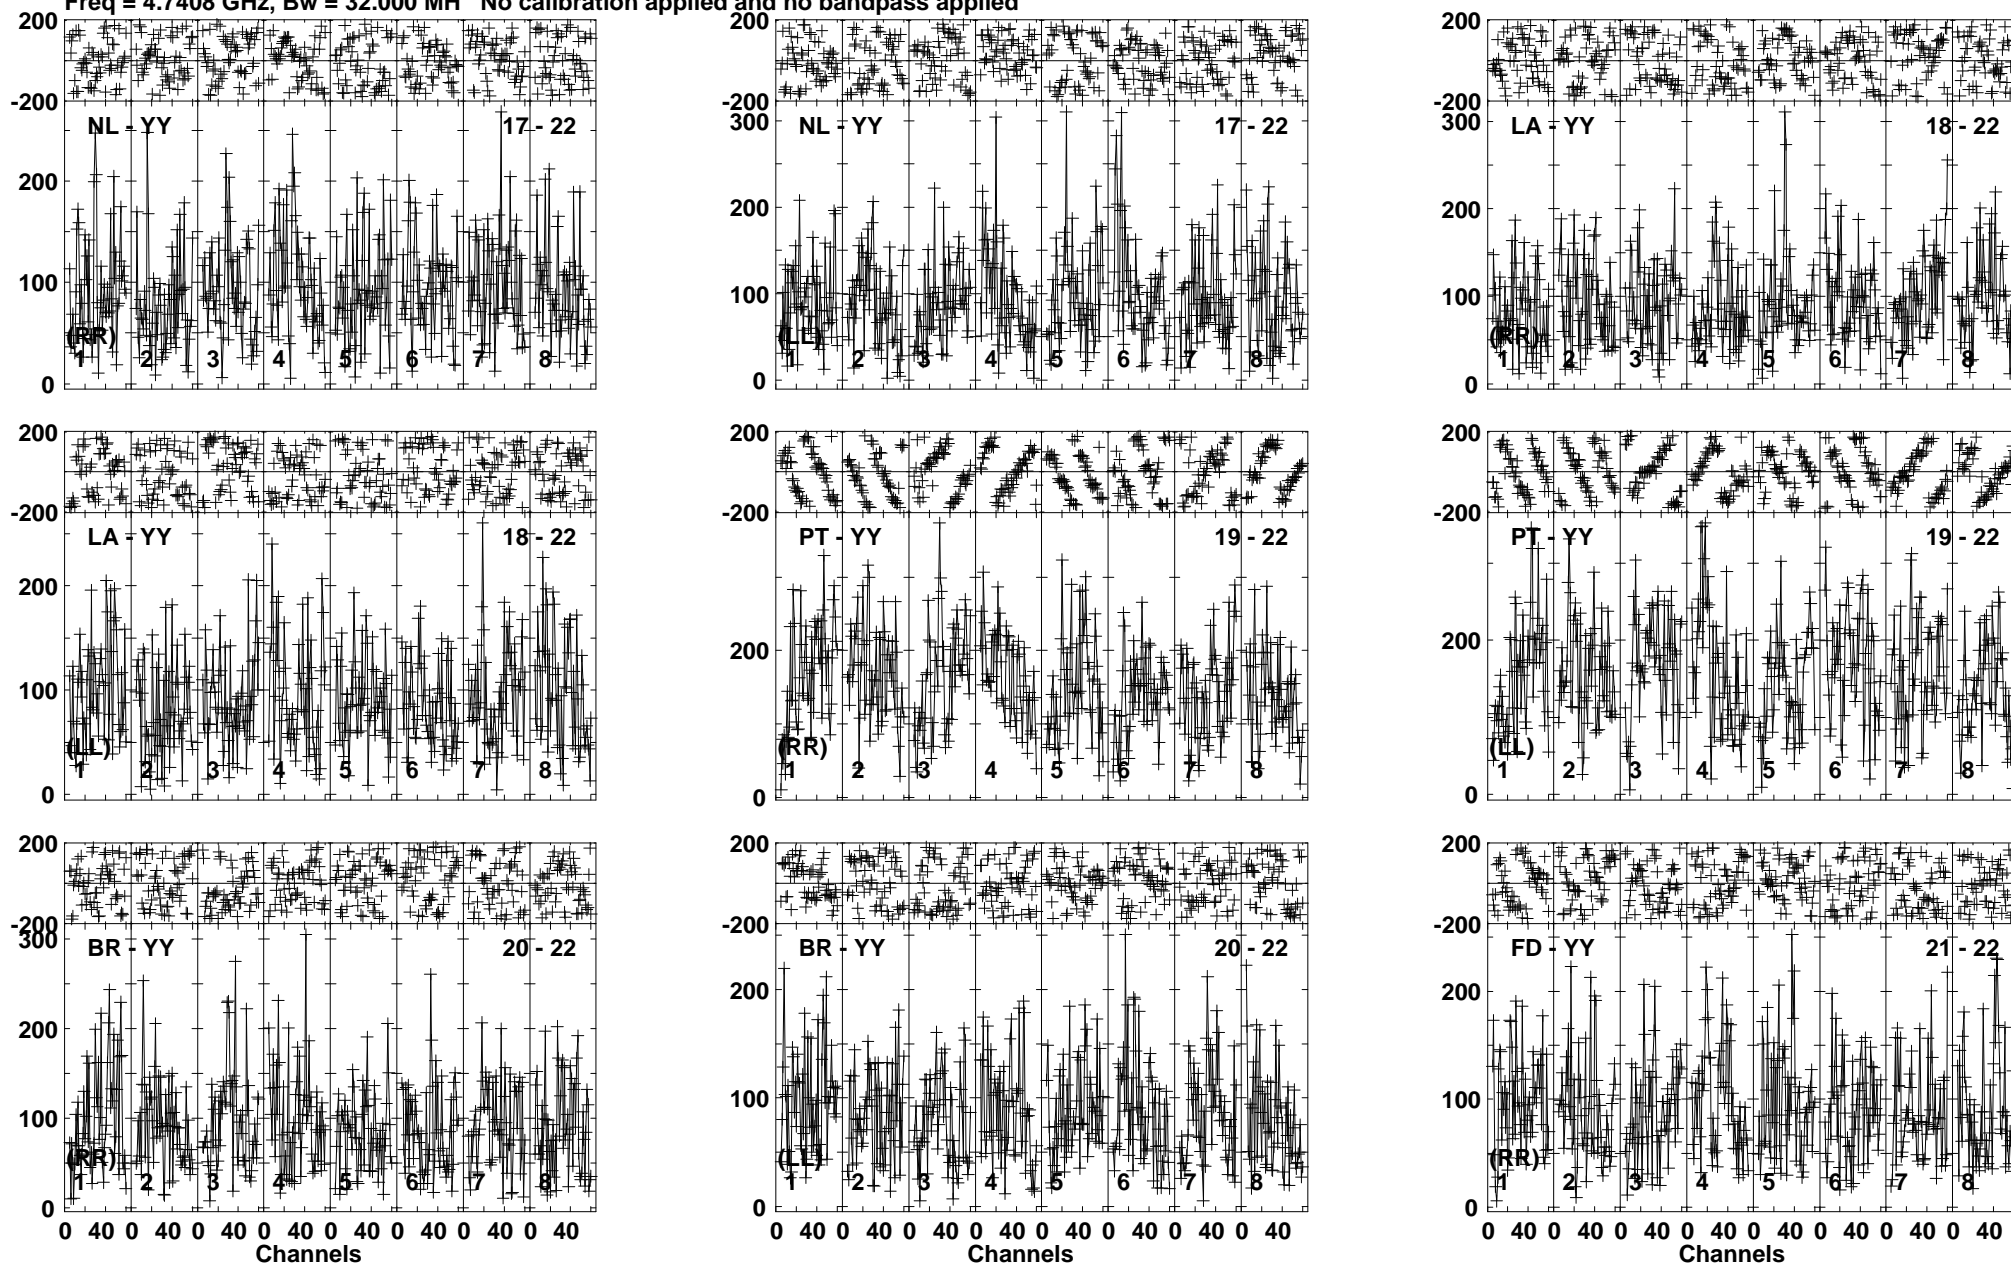 Freq = 4.7408 GHz, Bw = 32.000 MH No calibration applied and no bandpass applied
200 200 200
-200 -200 -200
NL - YY 17 - 22 NL - YY 17 - 22 LA - YY 18 - 22
300 300
200 200 200
100 100 100
(RR) (LL) (RR)
1 2 3 4 5 6 7 8 1 2 3 4 5 6 7 8 1 2 3 4 5 6 7 8
0 0 0
200 200 200
-200 -200 -200
LA - YY 18 - 22 PT - YY 19 - 22 PT - YY 19 - 22
200 200 200
100
(LL) (RR) (LL)
1 2 3 4 5 6 7 8 1 2 3 4 5 6 7 8 1 2 3 4 5 6 7 8
0 0 0
200 200 200
-200 -200 -200
300
BR - YY 20 - 22 BR - YY 20 - 22 FD - YY 21 - 22
200 200 200
100 100 100
(RR) (LL) (RR)
1 2 3 4 5 6 7 8 1 2 3 4 5 6 7 8 1 2 3 4 5 6 7 8
0 0 0
0 40 0 40 0 40 0 40 0 40 0 40 0 40 0 40 0 40 0 40 0 40 0 40 0 40 0 40 0 40 0 40 0 40 0 40 0 40 0 40 0 40 0 40 0 40 0 40
Channels Channels Channels